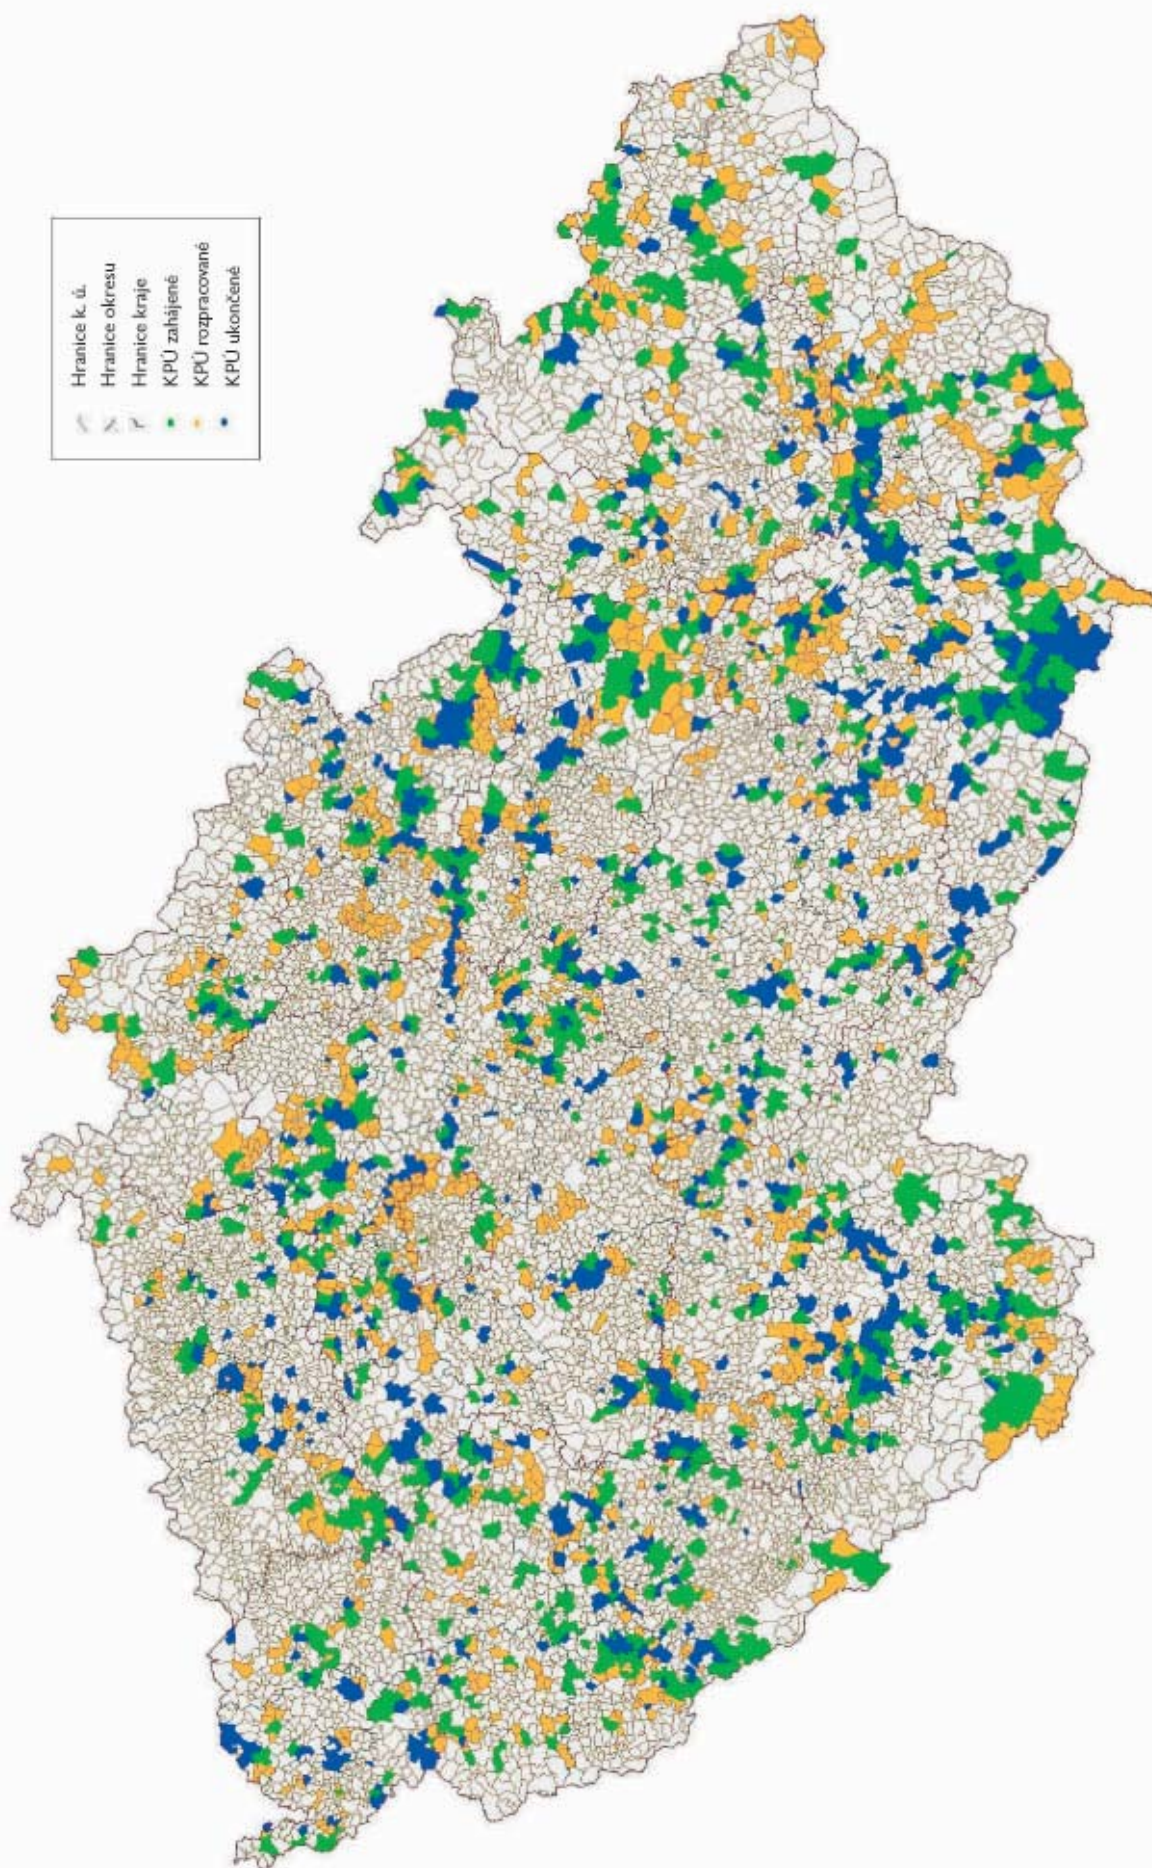 Hranice k. ú.
Hranice okresu
Hranice kraje
KPÚ zahájené
KPÚ rozpracované
KPÚ ukončené